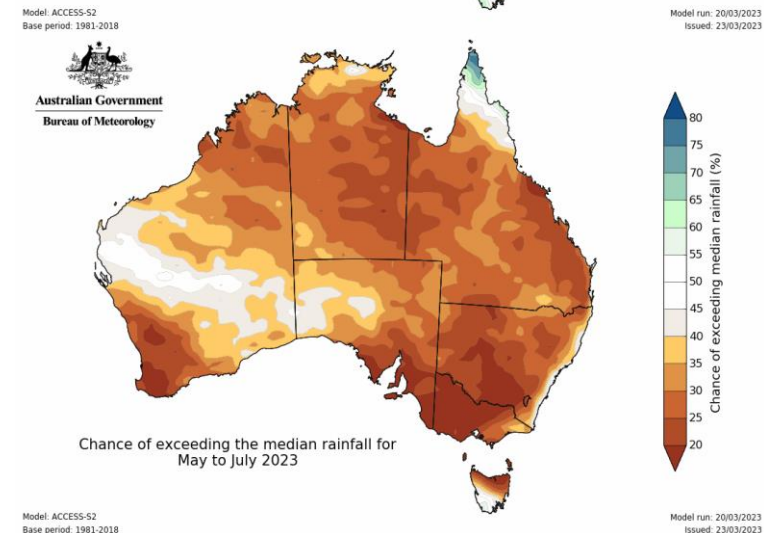 Model: ACCESS-S2
Base period: 1981-2018
Model run: 20/03/2023
Issued: 23/03/2023
Australian Government
Bureau of Meteorology
80
75
70
65
60
55
50
45
40
35
30
25
20
Chance of exceeding median rainfall (%)
Chance of exceeding the median rainfall for
May to July 2023
Model: ACCESS-S2
Base period: 1981-2018
Model run: 20/03/2023
Issued: 23/03/2023